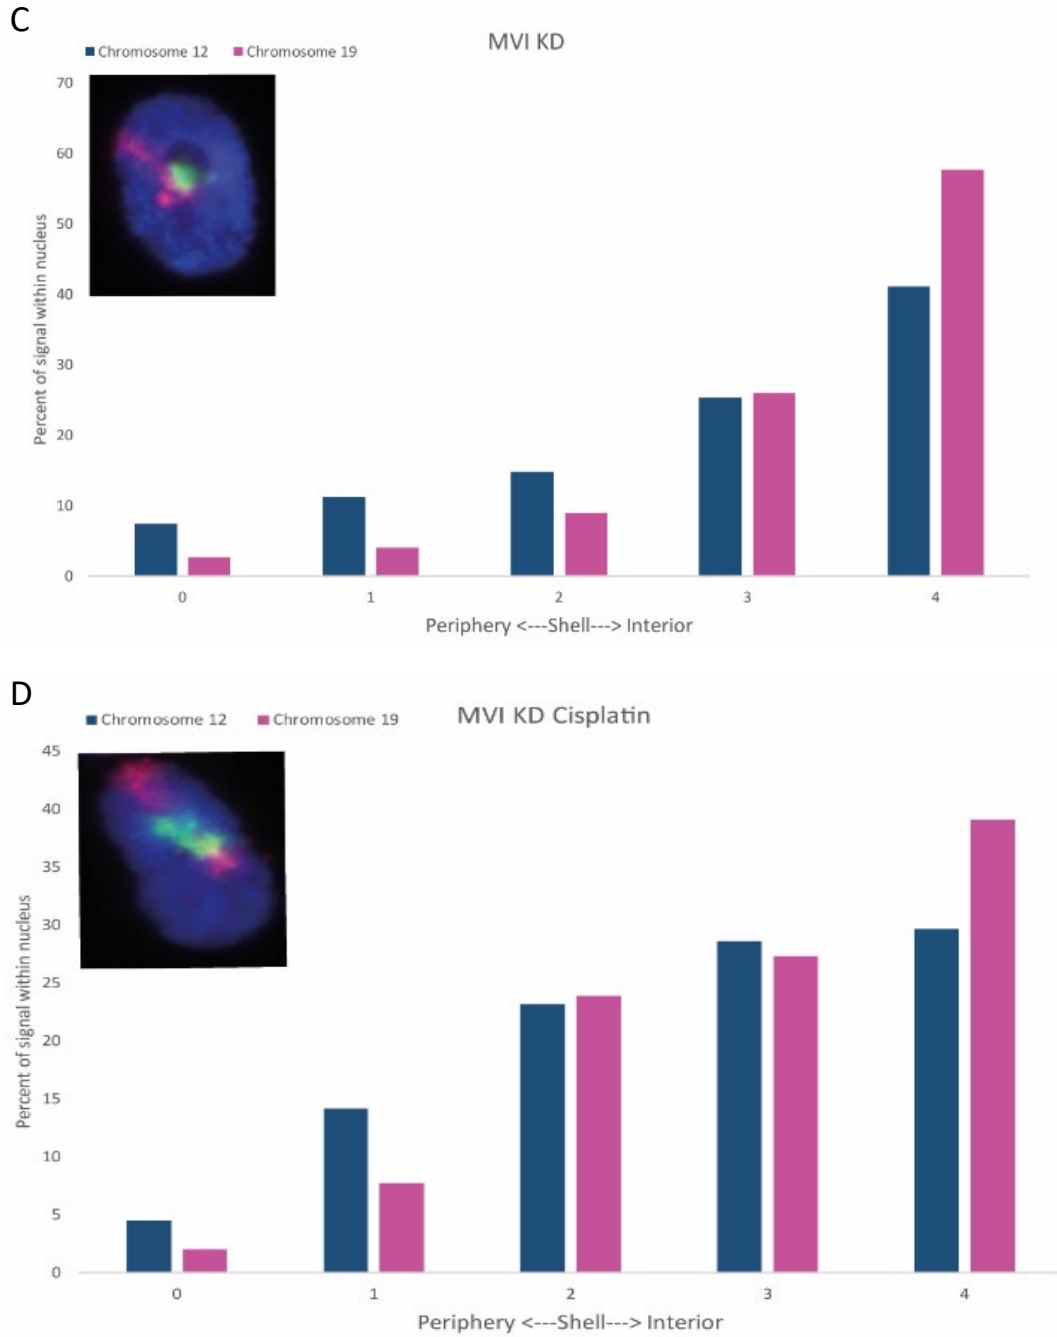 C
MVI KD
Chromosome 12 Chromosome 19
70
60
50
40
30
20
10
0
Percent of signal within nucleus
0 1 2 3 4
Periphery <---Shell---> Interior
D
MVI KD Cisplatin
Chromosome 12 Chromosome 19
45
40
35
30
25
20
15
10
5
0
Percent of signal within nucleus
0 1 2 3 4
Periphery <---Shell---> Interior